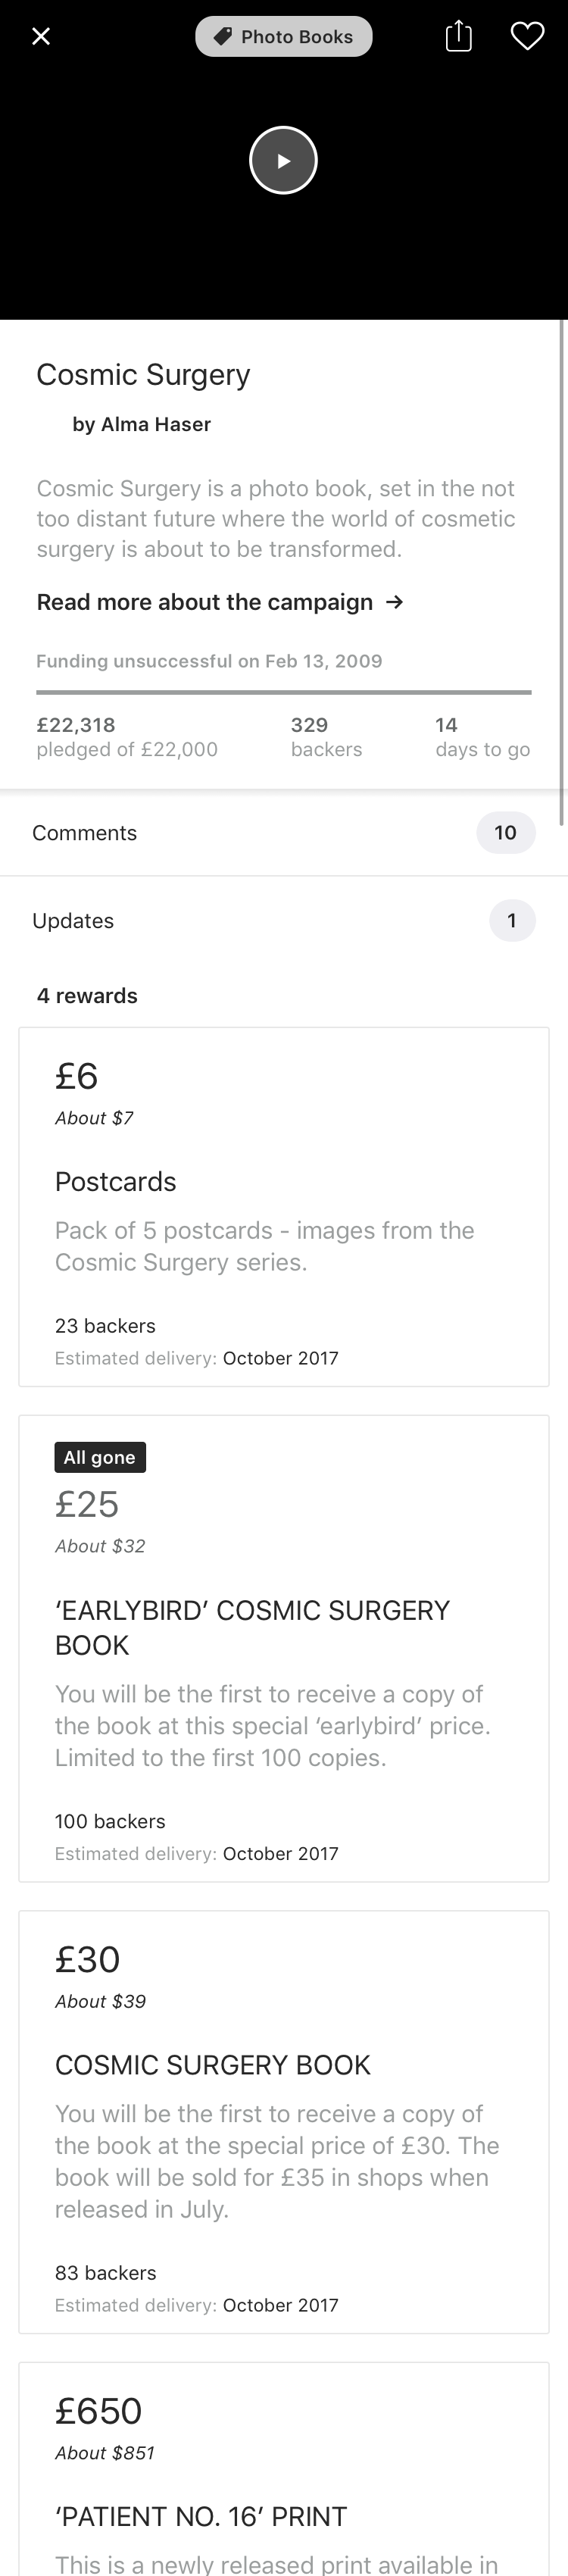 Photo Books
Cosmic Surgery
by Alma Haser
Cosmic Surgery is a photo book, set in the not
too distant future where the world of cosmetic
surgery is about to be transformed.
Read more about the campaign →
Funding unsuccessful on Feb 13, 2009
£22,318
pledged of £22,000
329
backers
14
days to go
Comments
10
Updates
1
4 rewards
£6
About $7
Postcards
Pack of 5 postcards - images from the
Cosmic Surgery series.
23 backers
Estimated delivery: October 2017
All gone
£25
About $32
‘EARLYBIRD’ COSMIC SURGERY
BOOK
You will be the first to receive a copy of
the book at this special ‘earlybird’ price.
Limited to the first 100 copies.
100 backers
Estimated delivery: October 2017
£30
About $39
COSMIC SURGERY BOOK
You will be the first to receive a copy of
the book at the special price of £30. The
book will be sold for £35 in shops when
released in July.
83 backers
Estimated delivery: October 2017
£650
About $851
‘PATIENT NO. 16’ PRINT
This is a newly released print available in